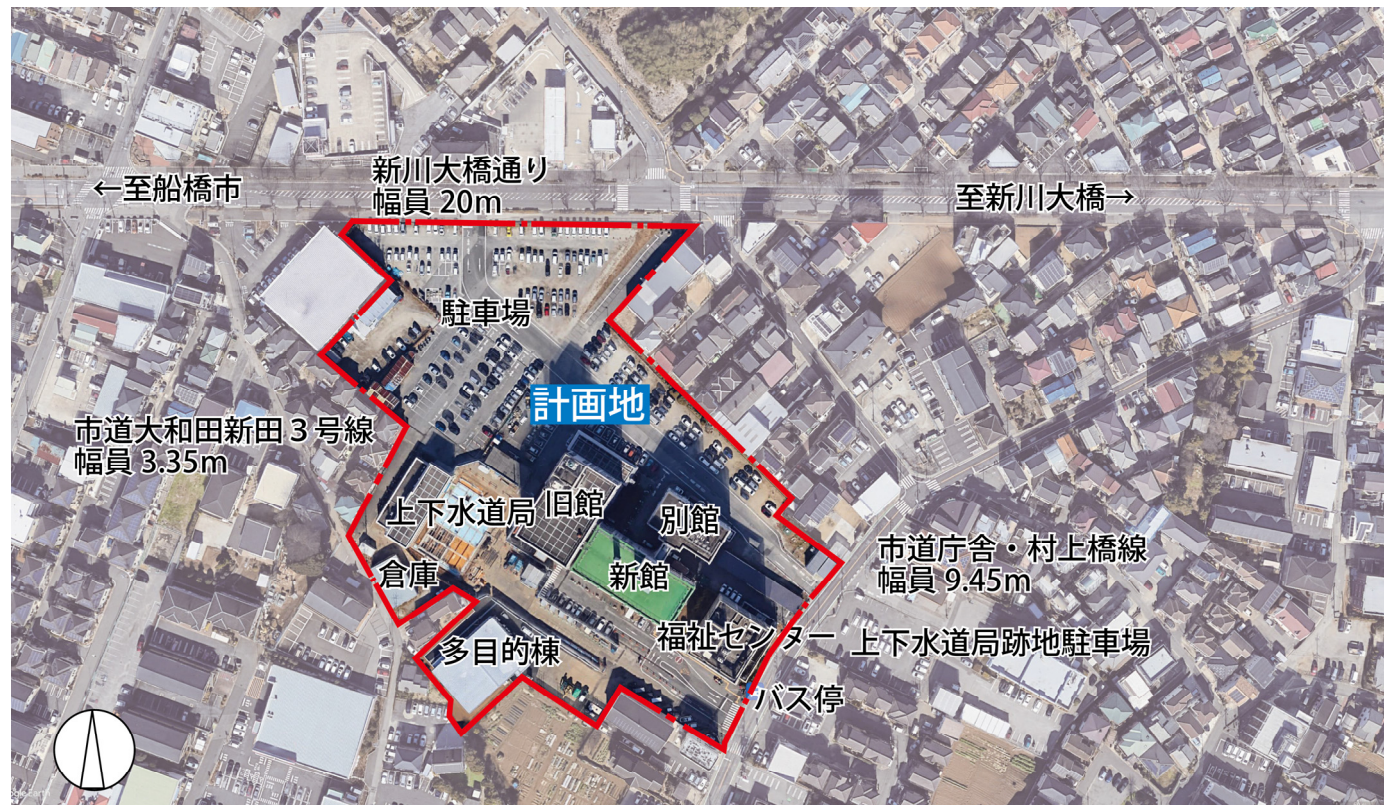 新川大橋通り
幅員 20m
←至船橋市
至新川大橋→
駐車場
計画地
市道大和田新田３号線
幅員 3.35m
上下水道局
旧館
別館
新館
倉庫
市道庁舎・村上橋線
幅員 9.45m
福祉センター
上下水道局跡地駐車場
多目的棟
バス停